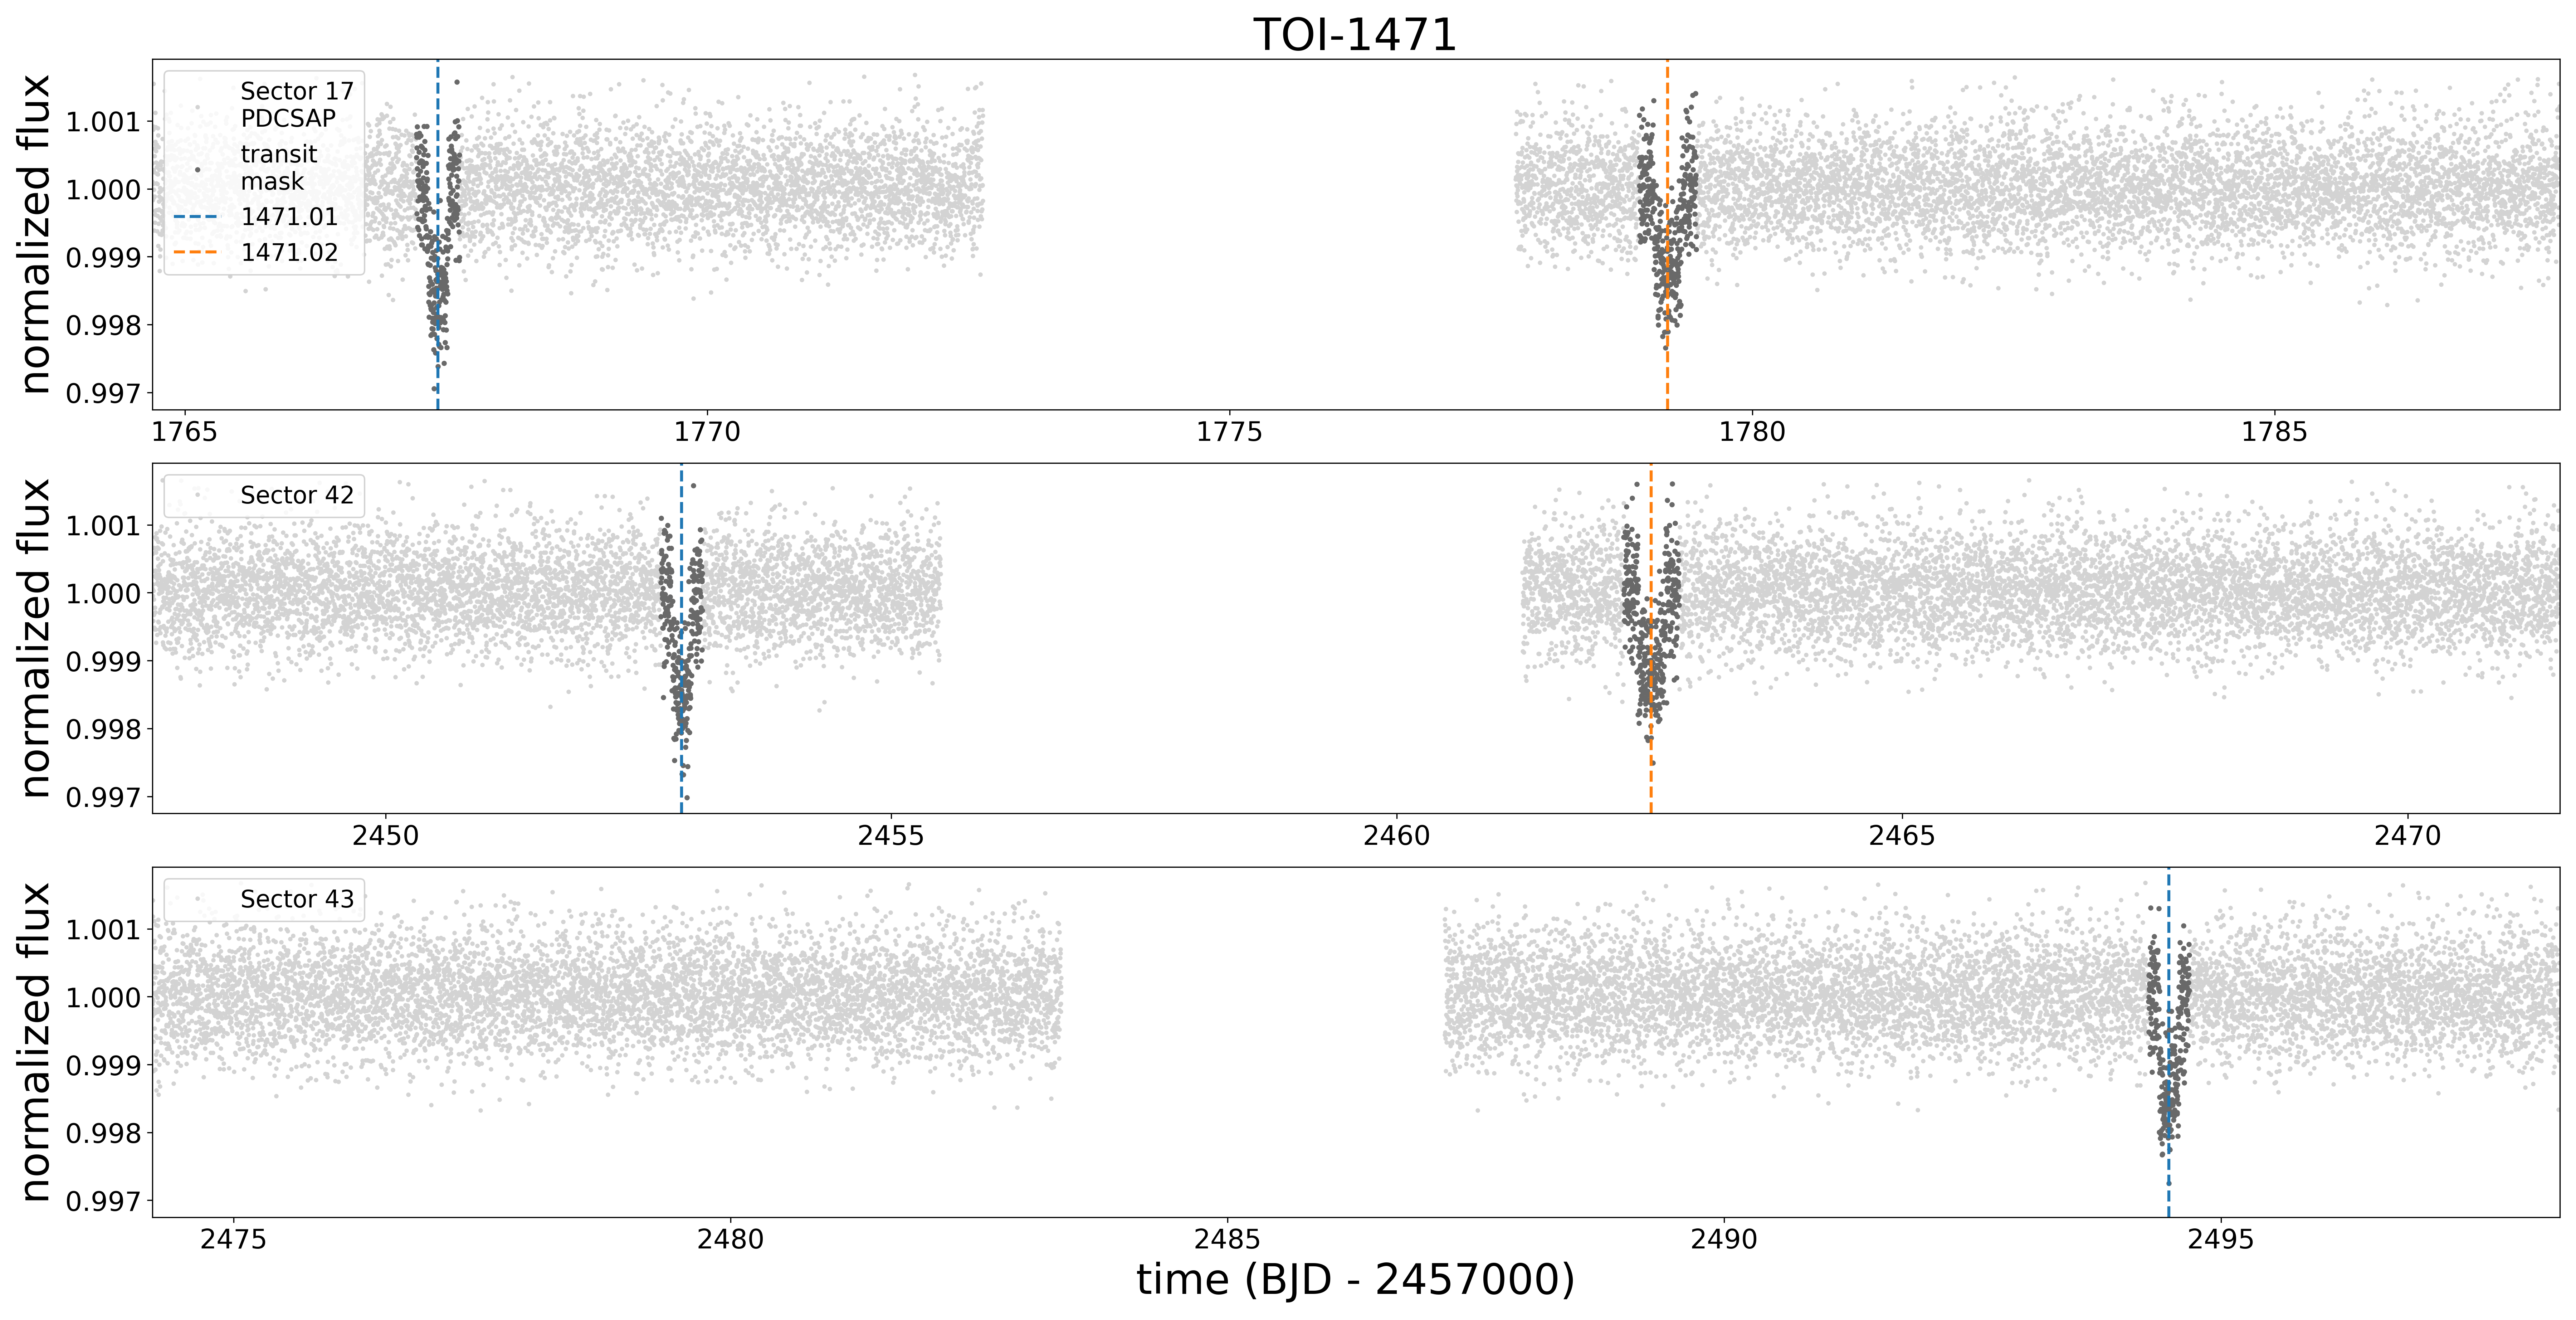 TOI-1471
normalized flux
1.001
1.000
0.999
0.998
0.997
Sector 17
PDCSAP
transit
mask
1471.01
1471.02
1765
1770
1775
1780
1785
normalized flux
1.001
1.000
0.999
0.998
0.997
Sector 42
2450
2455
2460
2465
2470
normalized flux
1.001
1.000
0.999
0.998
0.997
Sector 43
2475
2480
2485
2490
2495
time (BJD - 2457000)